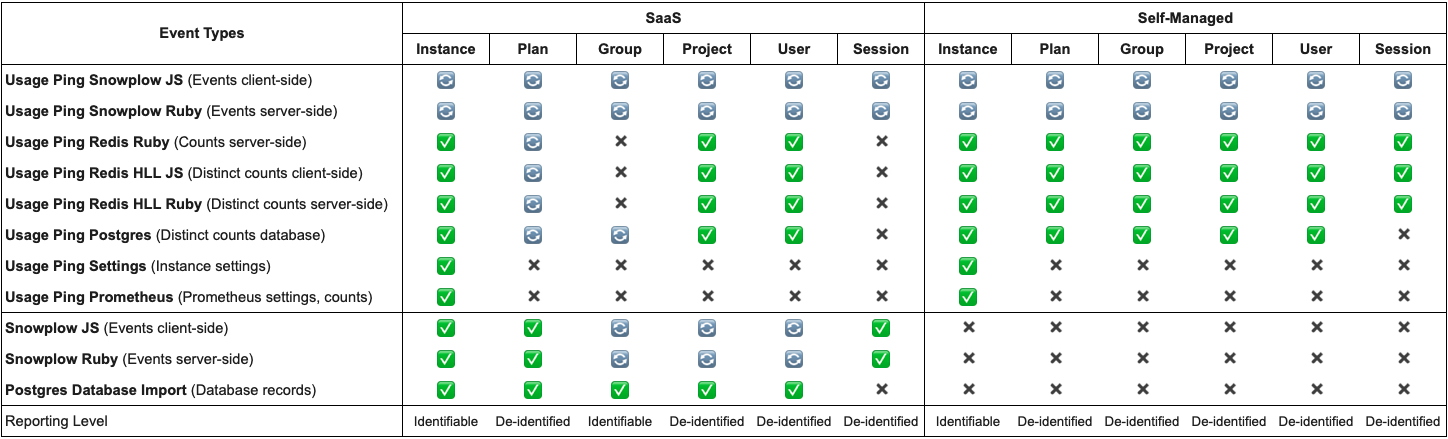 Event Types SaaS Self-Managed
Instance Plan Group Project User Session Instance Plan Group Project User Session
Usage Ping Snowplow JS (Events client-side) 🔄 🔄 🔄 🔄 🔄 🔄 🔄 🔄 🔄 🔄 🔄 🔄
Usage Ping Snowplow Ruby (Events server-side) 🔄 🔄 🔄 🔄 🔄 🔄 🔄 🔄 🔄 🔄 🔄 🔄
Usage Ping Redis Ruby (Counts server-side) ✅ 🔄 ✖ ✅ ✅ ✖ ✅ ✅ ✅ ✅ ✅ ✅
Usage Ping Redis HLL JS (Distinct counts client-side) ✅ 🔄 ✖ ✅ ✅ ✖ ✅ ✅ ✅ ✅ ✅ ✅
Usage Ping Redis HLL Ruby (Distinct counts server-side) ✅ 🔄 ✖ ✅ ✅ ✖ ✅ ✅ ✅ ✅ ✅ ✅
Usage Ping Postgres (Distinct counts database) ✅ 🔄 🔄 ✅ ✅ ✖ ✅ ✅ ✅ ✅ ✅ ✖
Usage Ping Settings (Instance settings) ✅ ✖ ✖ ✖ ✖ ✖ ✅ ✖ ✖ ✖ ✖ ✖
Usage Ping Prometheus (Prometheus settings, counts) ✅ ✖ ✖ ✖ ✖ ✖ ✅ ✖ ✖ ✖ ✖ ✖
Snowplow JS (Events client-side) ✅ ✅ 🔄 🔄 🔄 ✅ ✖ ✖ ✖ ✖ ✖ ✖
Snowplow Ruby (Events server-side) ✅ ✅ 🔄 🔄 🔄 ✅ ✖ ✖ ✖ ✖ ✖ ✖
Postgres Database Import (Database records) ✅ ✅ ✅ ✅ ✅ ✖ ✖ ✖ ✖ ✖ ✖ ✖
Reporting Level Identifiable De-identified Identifiable De-identified De-identified De-identified Identifiable De-identified De-identified De-identified De-identified De-identified